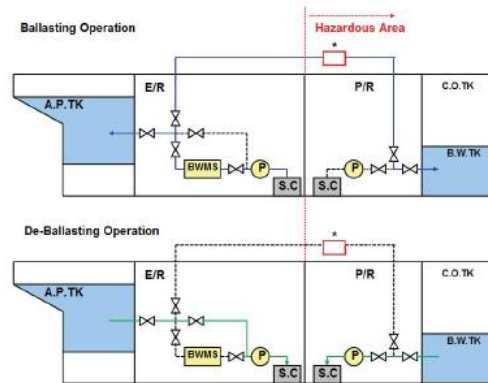 Ballasting Operation
Hazardous Area
*
E/R
P/R
C.O.TK
A.P.TK
B.W.TK
BWMS
P
P
S.C
S.C
De-Ballasting Operation
*
E/R
P/R
C.O.TK
A.P.TK
B.W.TK
BWMS
P
P
S.C
S.C